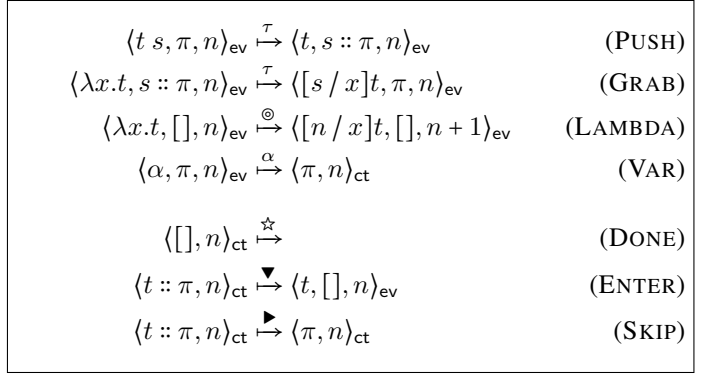 ⟨t s, π, n⟩ev ↦τ ⟨t, s :: π, n⟩ev (PUSH)
⟨λx.t, s :: π, n⟩ev ↦τ ⟨[s / x]t, π, n⟩ev (GRAB)
⟨λx.t, [], n⟩ev ↦⊚ ⟨[n / x]t, [], n + 1⟩ev (LAMBDA)
⟨α, π, n⟩ev ↦α ⟨π, n⟩ct (VAR)
⟨[], n⟩ct ↦☆ (DONE)
⟨t :: π, n⟩ct ↦▼ ⟨t, [], n⟩ev (ENTER)
⟨t :: π, n⟩ct ↦▶ ⟨π, n⟩ct (SKIP)